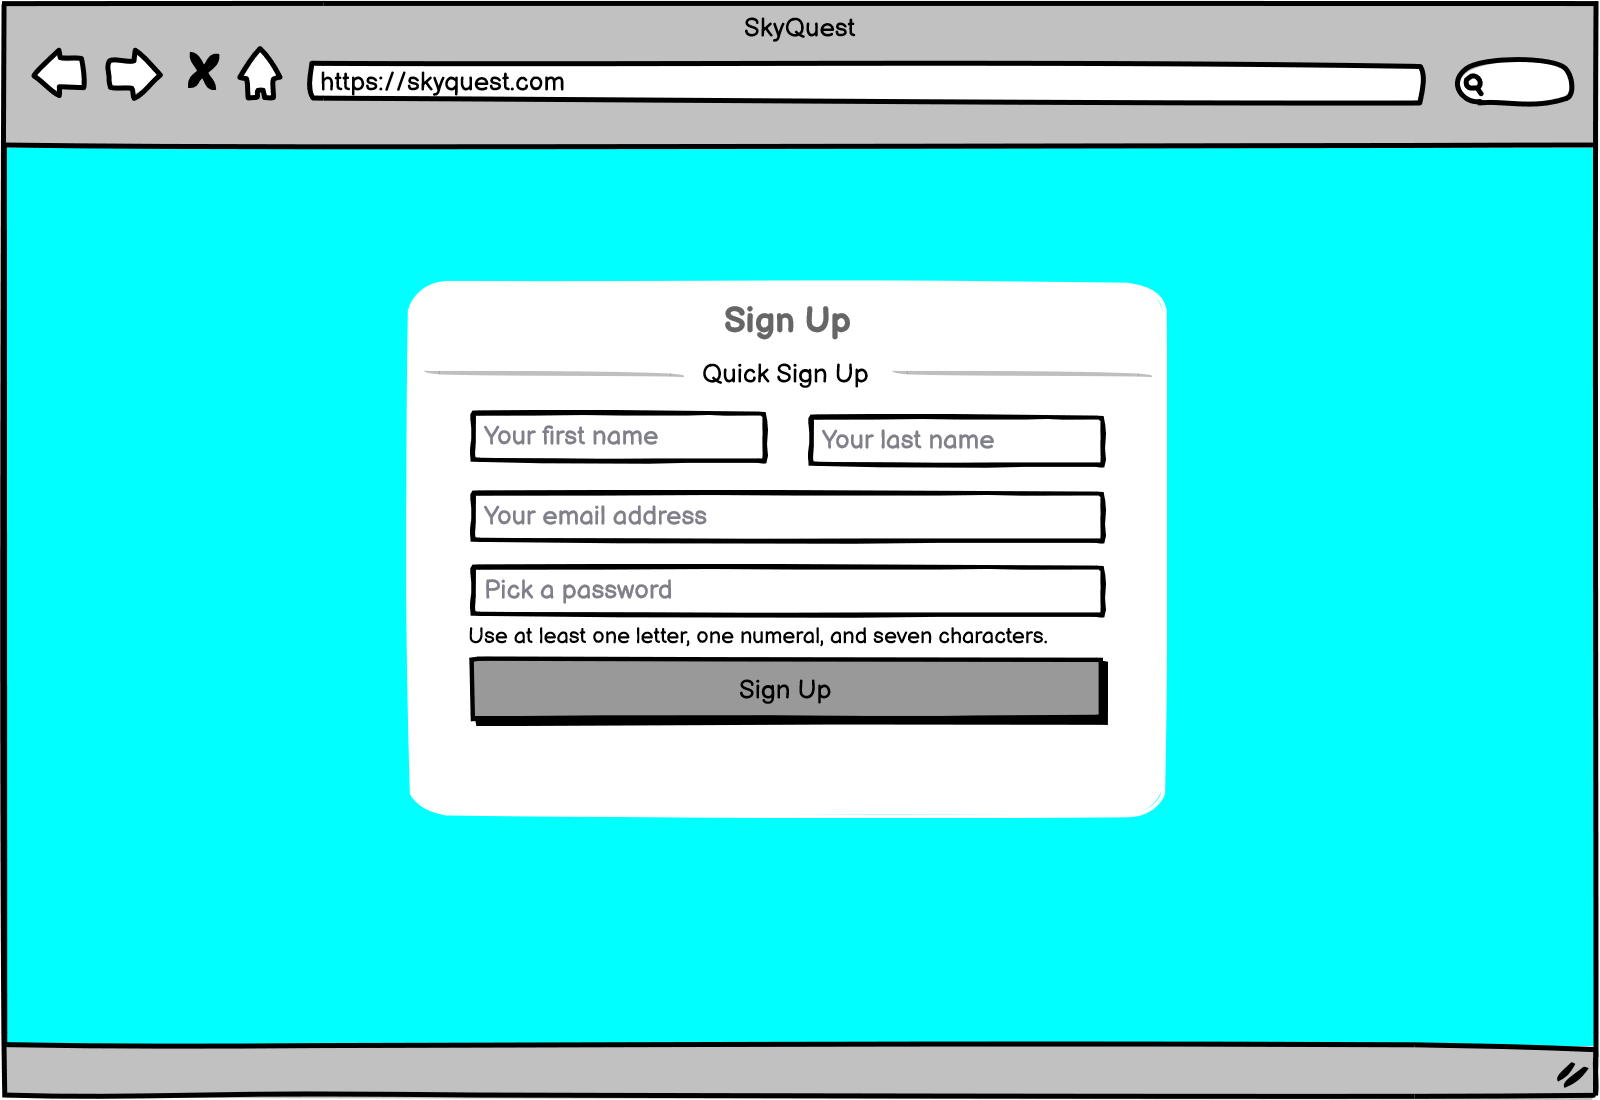 SkyQuest
https://skyquest.com
Sign Up
Quick Sign Up
Your first name
Your last name
Your email address
Pick a password
Use at least one letter, one numeral, and seven characters.
Sign Up